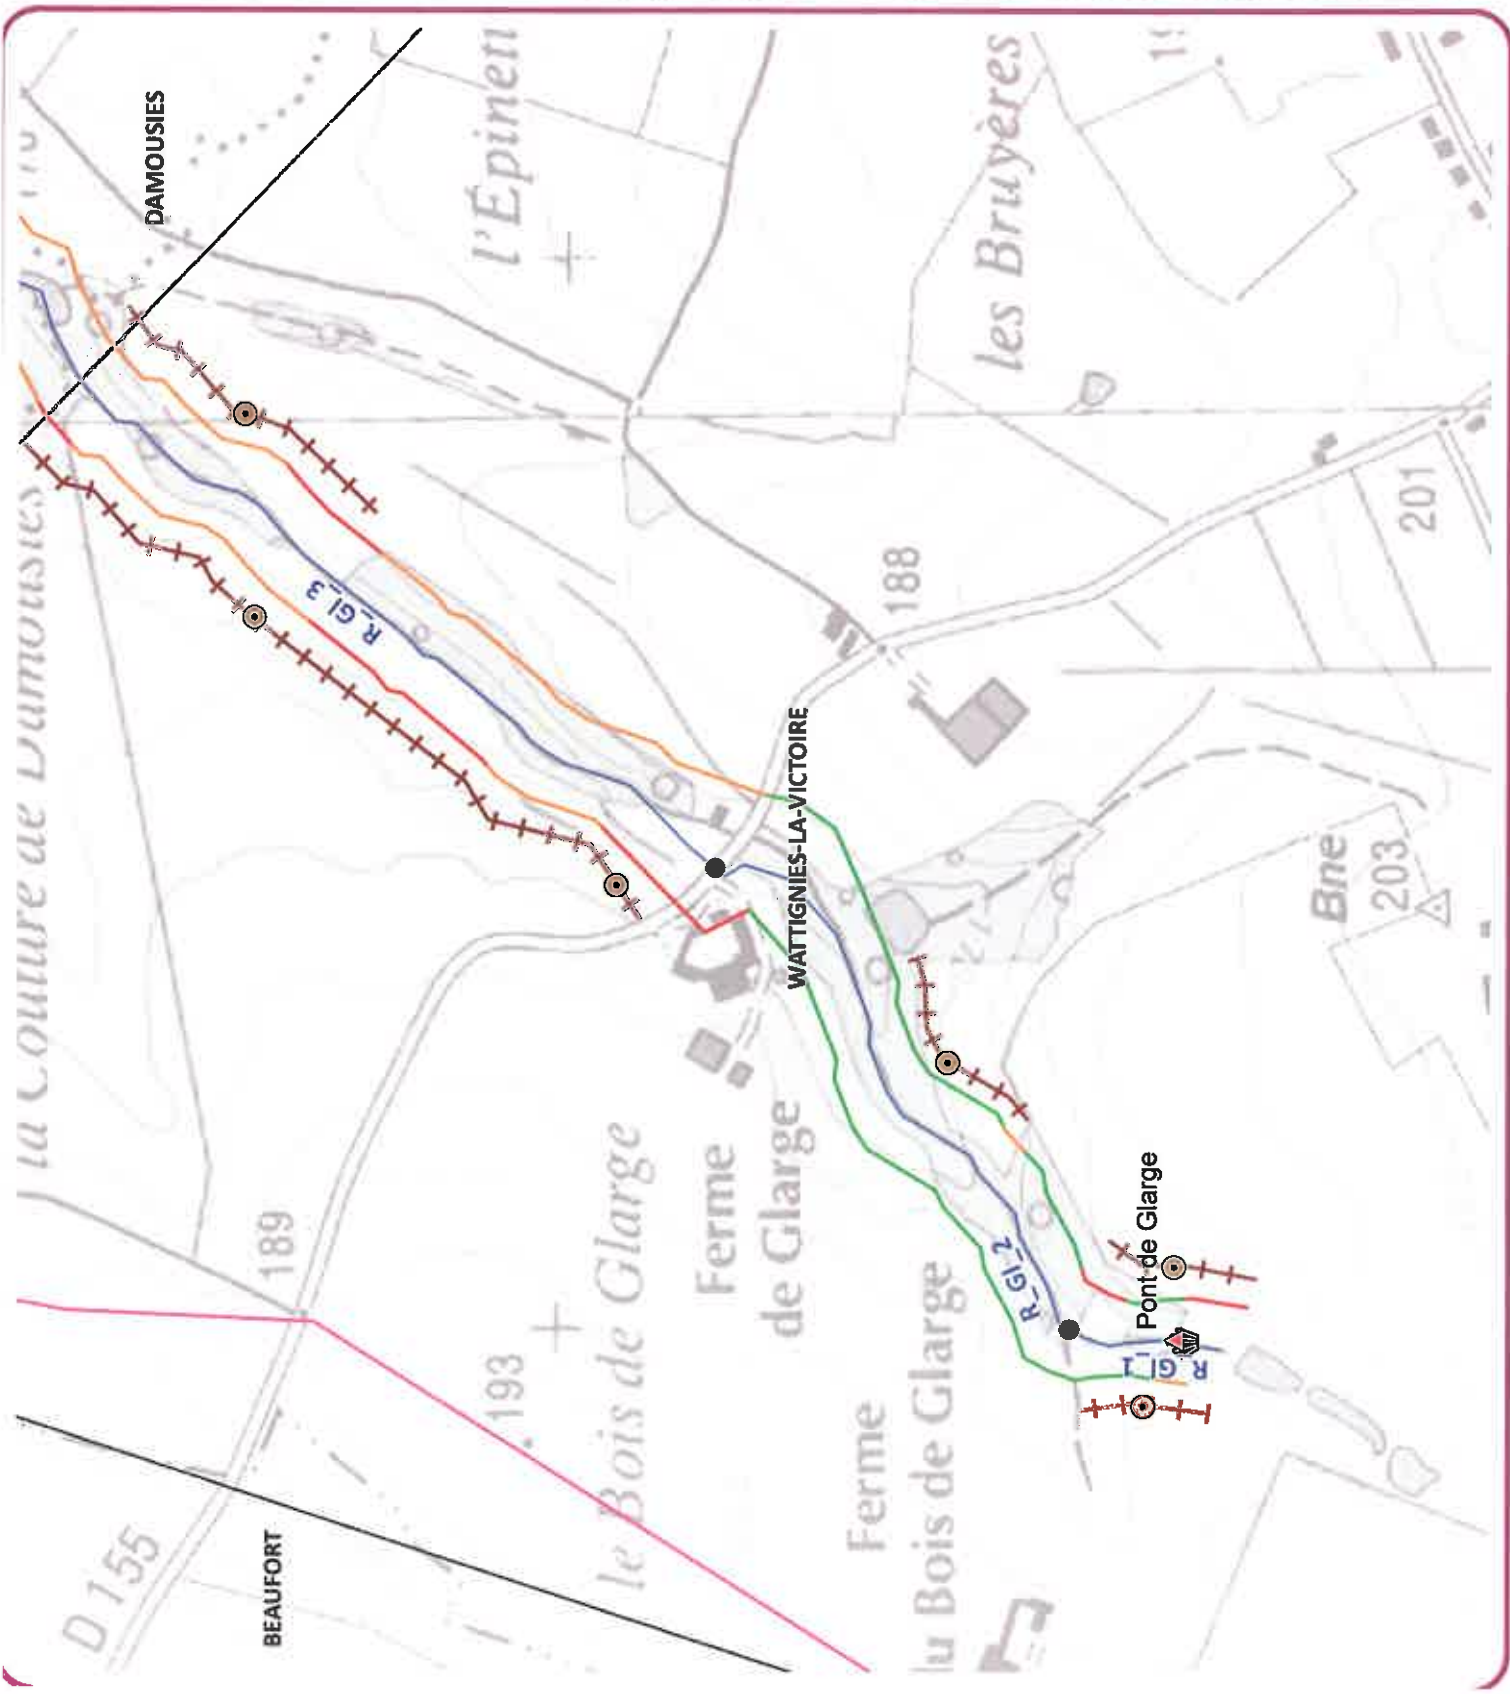 DAMOUSIES
l'Épinett
les Bruyères
la Couture de Damousies
R_Gl_3
188
201
WATTIGNIES-LA-VICTOIRE
Bne
203
189
Ferme
de Glarge
le Bois de Glarge
193
Pont de Glarge
R_Gl_2
R_Gl_1
Ferme
du Bois de Glarge
D 155
BEAUFORT